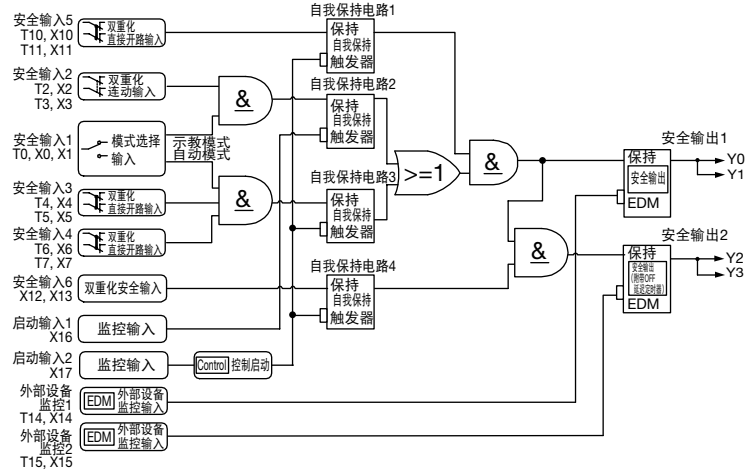 自我保持电路1
安全输入5
T10, X10
T11, X11
双重化
直接开路输入
保持
自我保持
触发器
安全输入2
T2, X2
T3, X3
双重化
连动输入
&
自我保持电路2
保持
自我保持
触发器
安全输入1
T0, X0, X1
模式选择
输入
示教模式
自动模式
>=1
&
安全输出1
保持
安全输出
EDM
Y0
Y1
安全输入3
T4, X4
T5, X5
双重化
直接开路输入
&
自我保持电路3
保持
自我保持
触发器
安全输入4
T6, X6
T7, X7
双重化
直接开路输入
&
安全输出2
保持
安全输出
(附带OFF
延迟定时器)
EDM
Y2
Y3
自我保持电路4
安全输入6
X12, X13
双重化安全输入
保持
自我保持
触发器
启动输入1
X16
监控输入
启动输入2
X17
监控输入
Control 控制启动
外部设备
监控1
T14, X14
EDM
外部设备
监控输入
外部设备
监控2
T15, X15
EDM
外部设备
监控输入